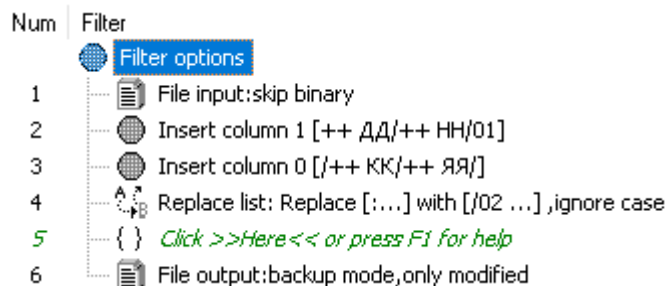 Num Filter
Filter options
1 File input:skip binary
2 Insert column 1 [++ ДД/++ НН/01]
3 Insert column 0 [/++ КК/++ ЯЯ/]
4 Replace list: Replace [:...] with [/02 ...] ,ignore case
5 { } Click >>Here<< or press F1 for help
6 File output:backup mode,only modified